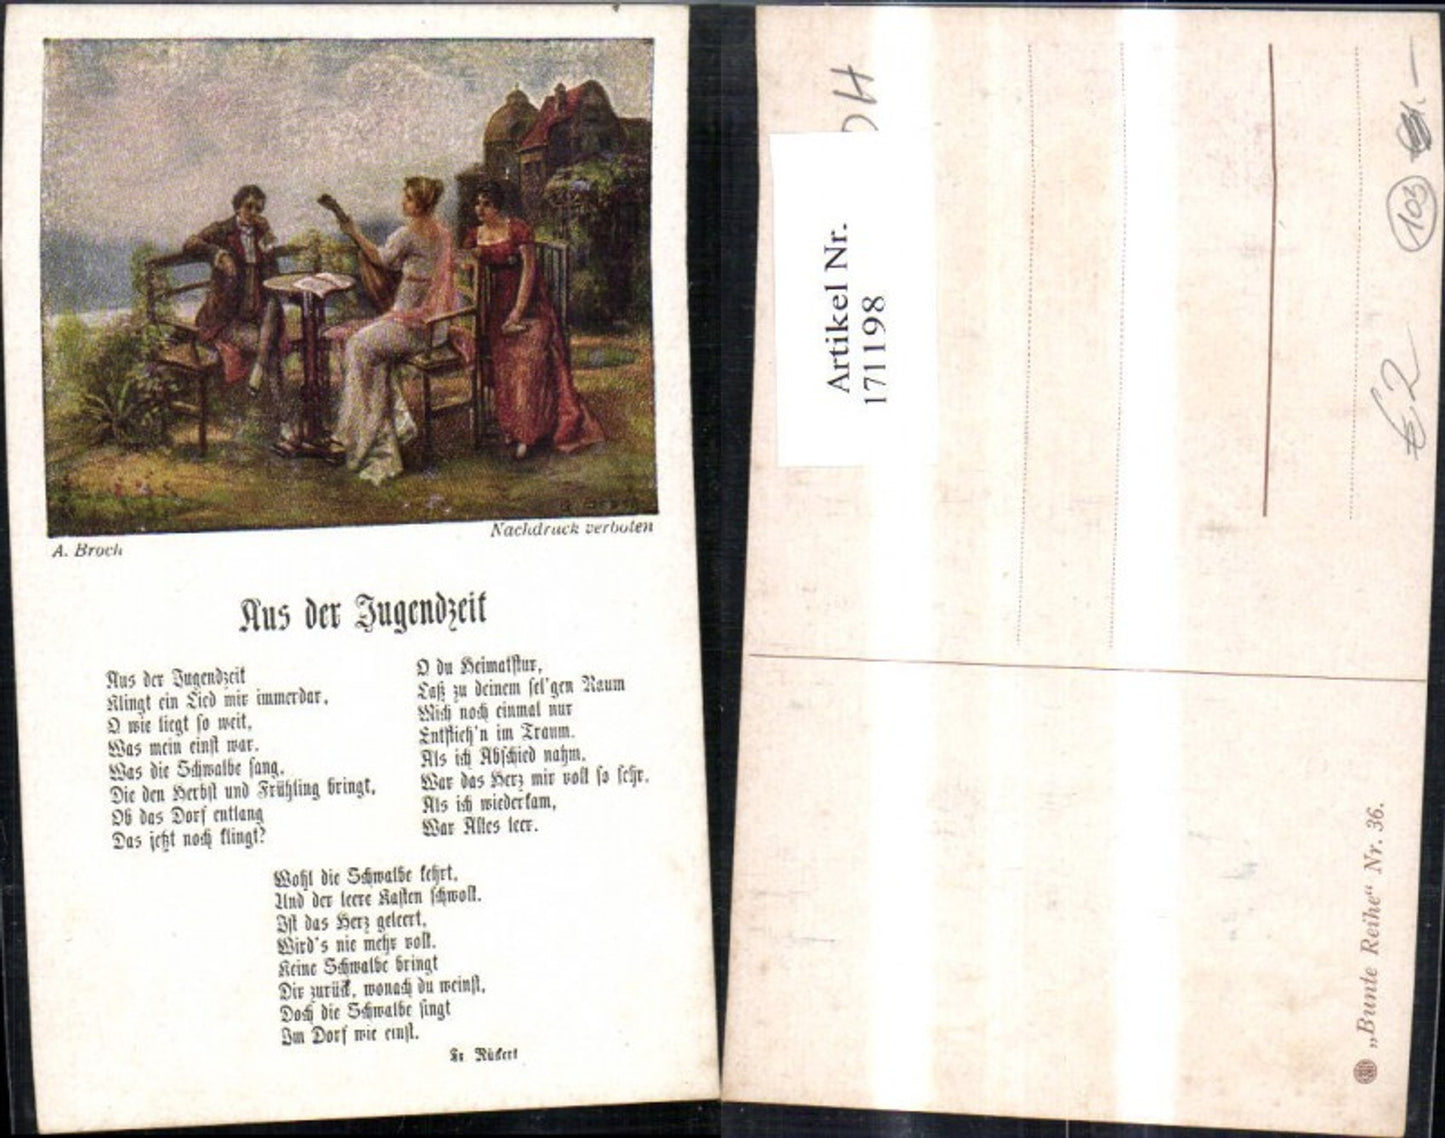 A. Broch
Nachdruck verboten
Aus der Jugendzeit
Aus der Jugendzeit
Klingt ein Lied mir immerdar,
O wie liegt so weit,
Was mein einst war.
Was die Schwalbe sang,
Die den Herbst und Frühling bringt,
Ob das Dorf entlang
Das jetzt noch klingt?
O du Heimatflur,
Laß zu deinem sel'gen Raum
Mich noch einmal nur
Entflieh'n im Traum.
Als ich Abschied nahm,
War das Herz mir voll so sehr,
Als ich wiederkam,
War Alles leer.
Wohl die Schwalbe kehrt,
Und der leere Kasten schwoll.
Ist das Herz geleert,
Wird's nie mehr voll.
Keine Schwalbe bringt
Dir zurück, wonach du weinst,
Doch die Schwalbe singt
Im Dorf wie einst.
Fr Rückert
Artikel Nr.
171198
103
€ 2
„Bunte Reihe“ Nr. 36.